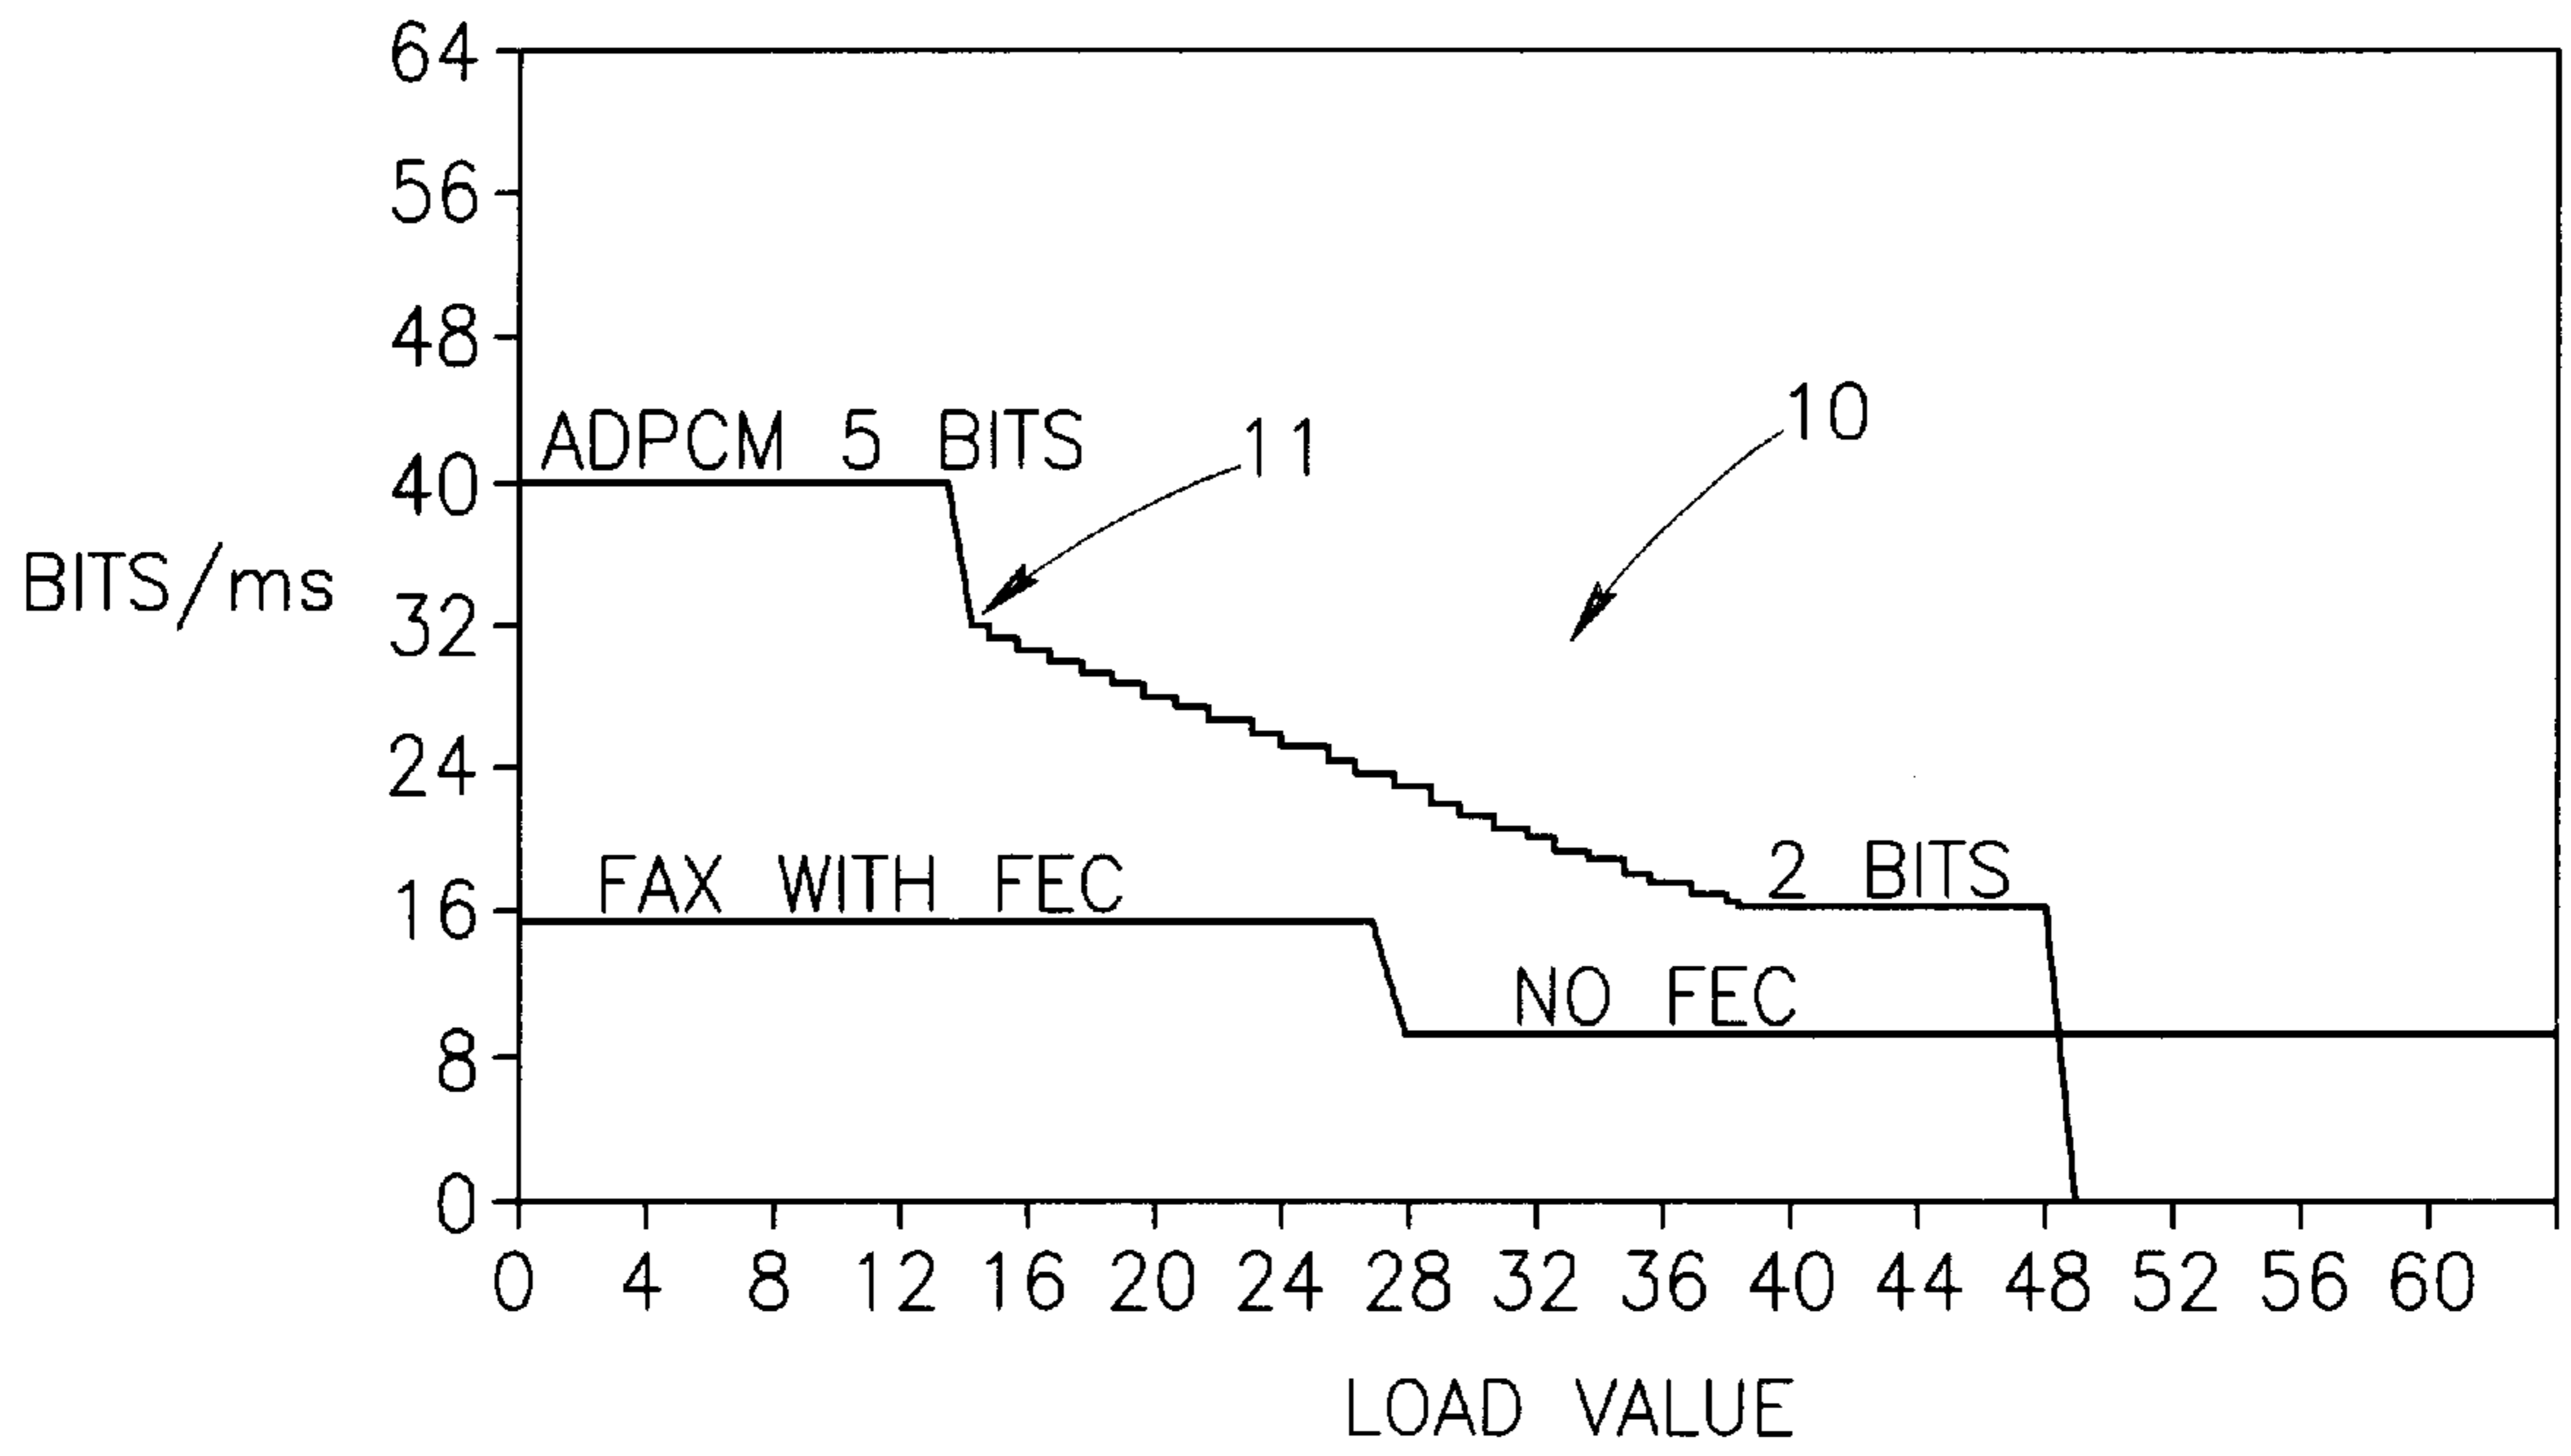 64
56
48
10
ADPCM 5 BITS
11
40
BITS/ms
32
24
2 BITS
FAX WITH FEC
16
NO FEC
8
0
0 4 8 12 16 20 24 28 32 36 40 44 48 52 56 60
LOAD VALUE